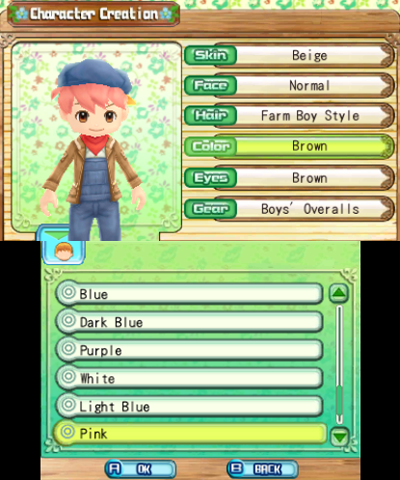 Character Creation
Skin Beige
Face Normal
Hair Farm Boy Style
Color Brown
Eyes Brown
Gear Boys' Overalls
Blue
Dark Blue
Purple
White
Light Blue
Pink
A OK B BACK